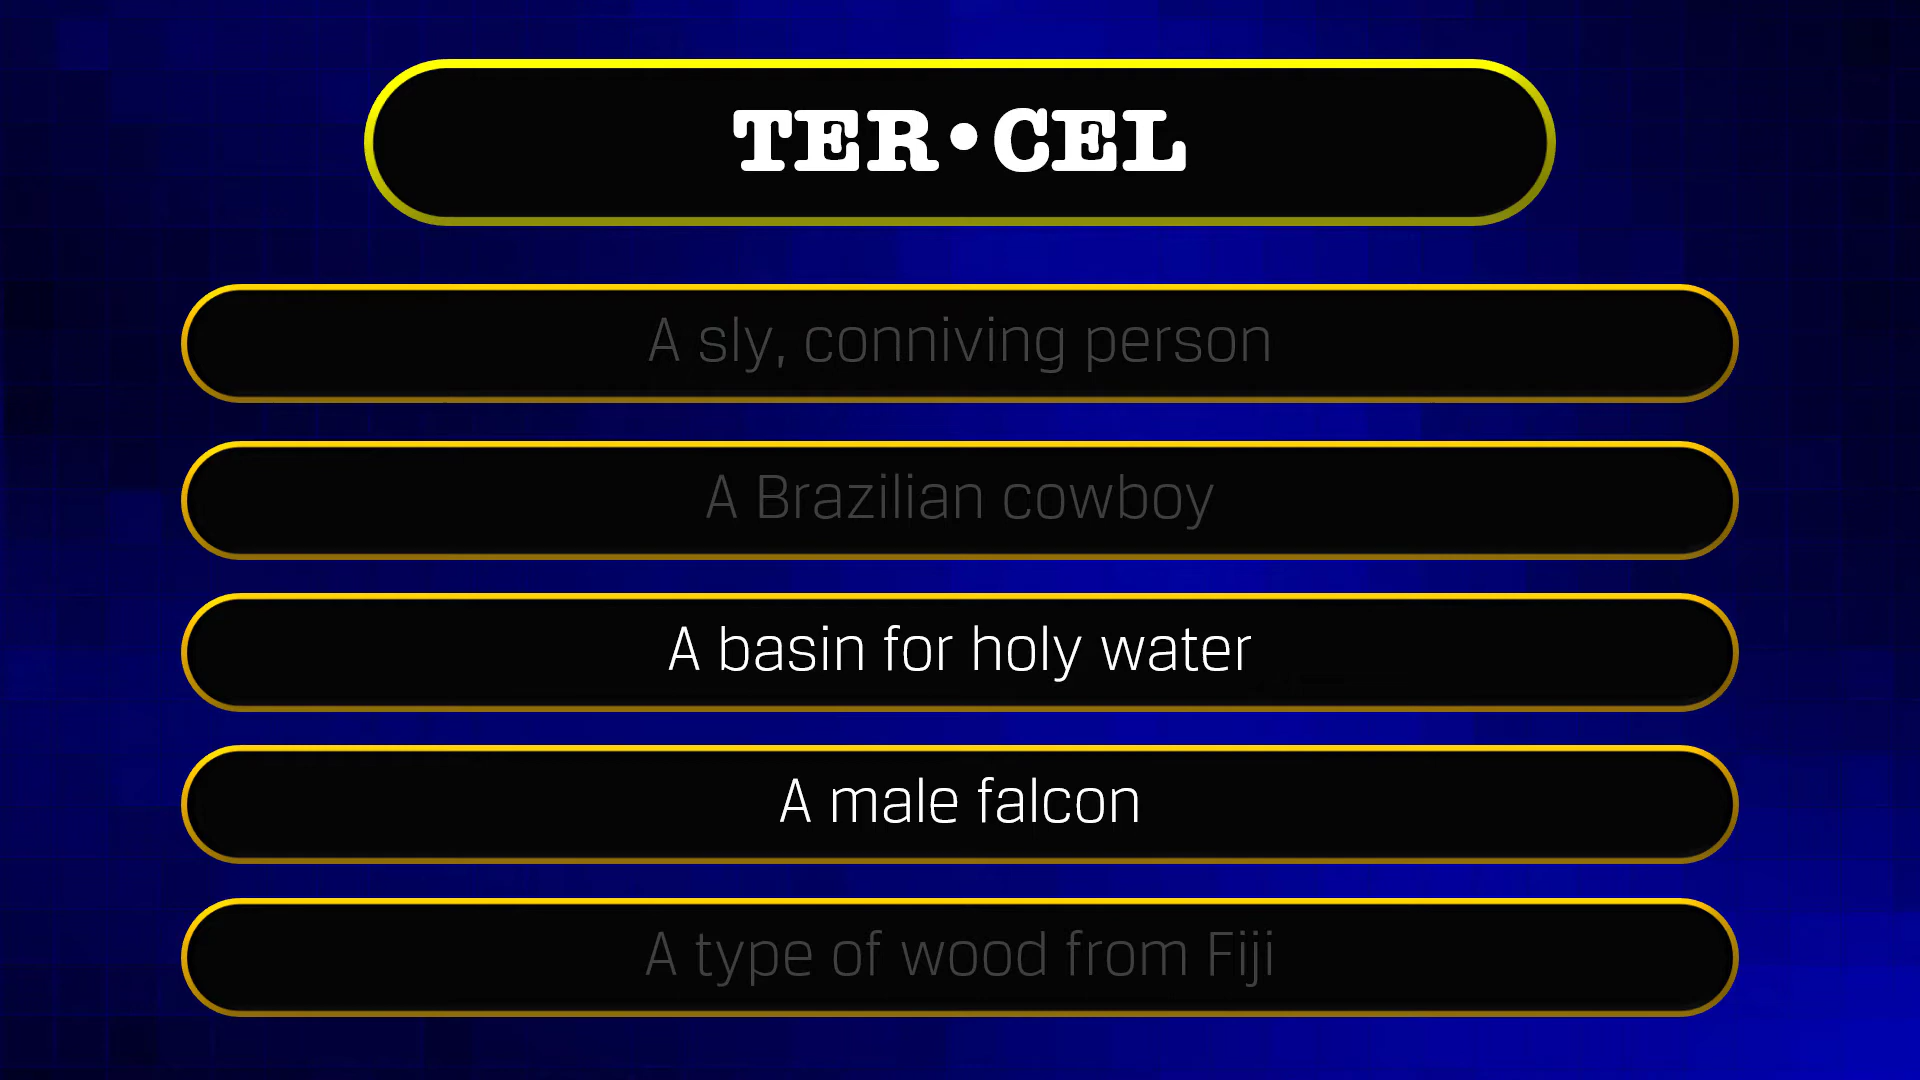 TER•CEL
A sly, conniving person
A Brazilian cowboy
A basin for holy water
A male falcon
A type of wood from Fiji